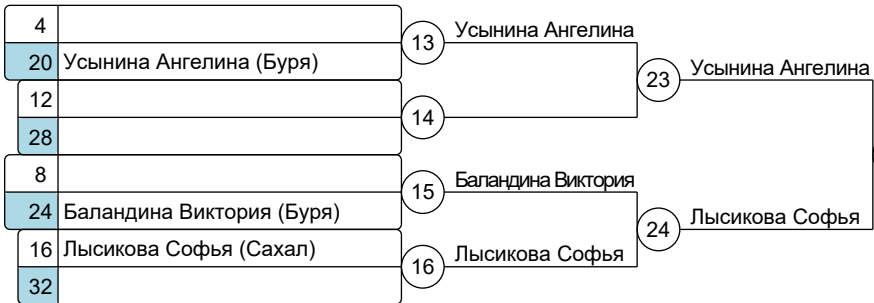 4
20 Усынина Ангелина (Буря)
12
28
8
24 Баландина Виктория (Буря)
16 Лысикова Софья (Сахал)
32
13 Усынина Ангелина
14
15 Баландина Виктория
16 Лысикова Софья
23 Усынина Ангелина
24 Лысикова Софья